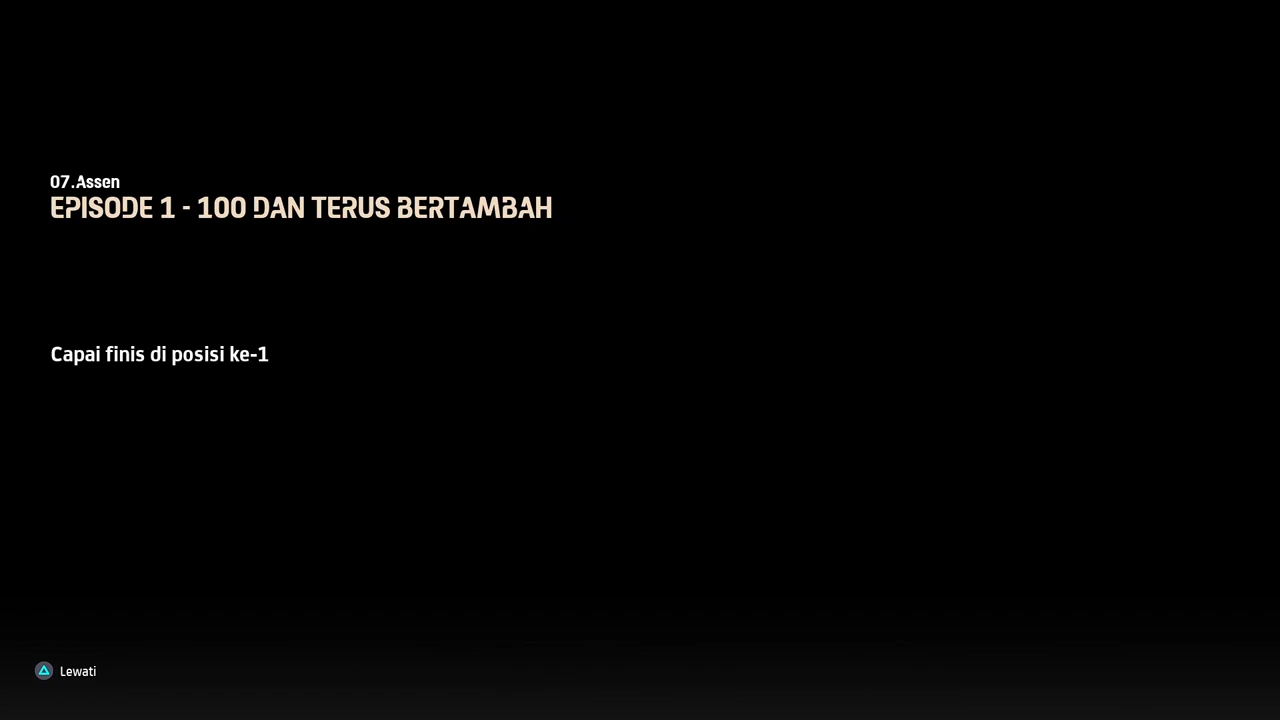 07.Assen
EPISODE 1 - 100 DAN TERUS BERTAMBAH
Capai finis di posisi ke-1
Lewati